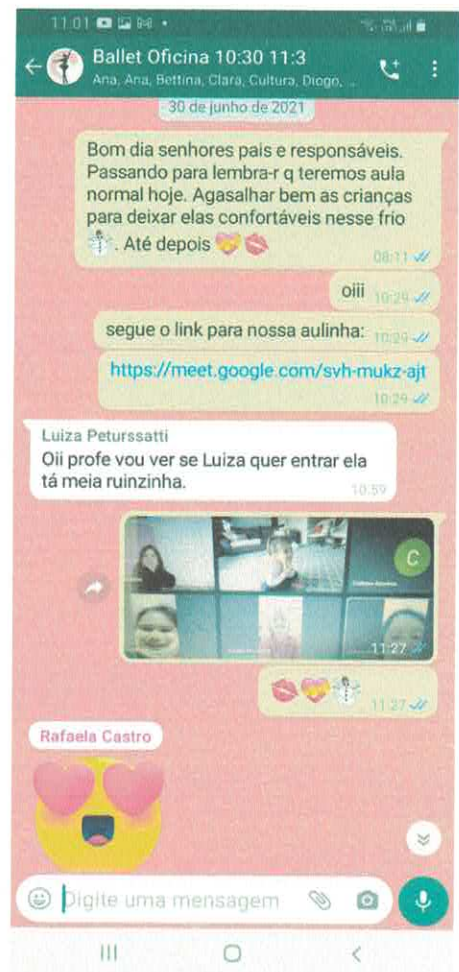 11:01
Ballet Oficina 10:30 11:3
Ana, Ana, Bettina, Clara, Cultura, Diogo, ...
30 de junho de 2021
Bom dia senhores pais e responsáveis.
Passando para lembra-r q teremos aula
normal hoje. Agasalhar bem as crianças
para deixar elas confortáveis nesse frio
. Até depois
08:11
oiii 10:29
segue o link para nossa aulinha: 10:29
https://meet.google.com/svh-mukz-ajt
10:29
Luiza Peturssatti
Oii profe vou ver se Luiza quer entrar ela
tá meia ruinzinha.
10:59
C
11:27
11:27
Rafaela Castro
Digite uma mensagem